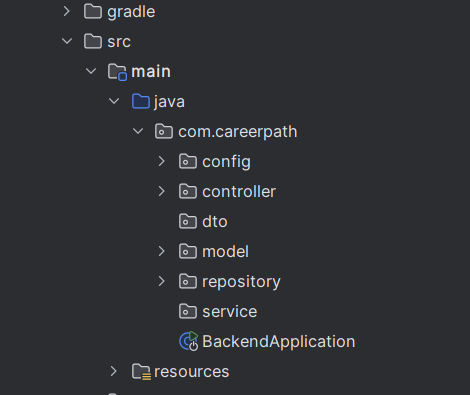 gradle
src
main
java
com.careerpath
config
controller
dto
model
repository
service
BackendApplication
resources